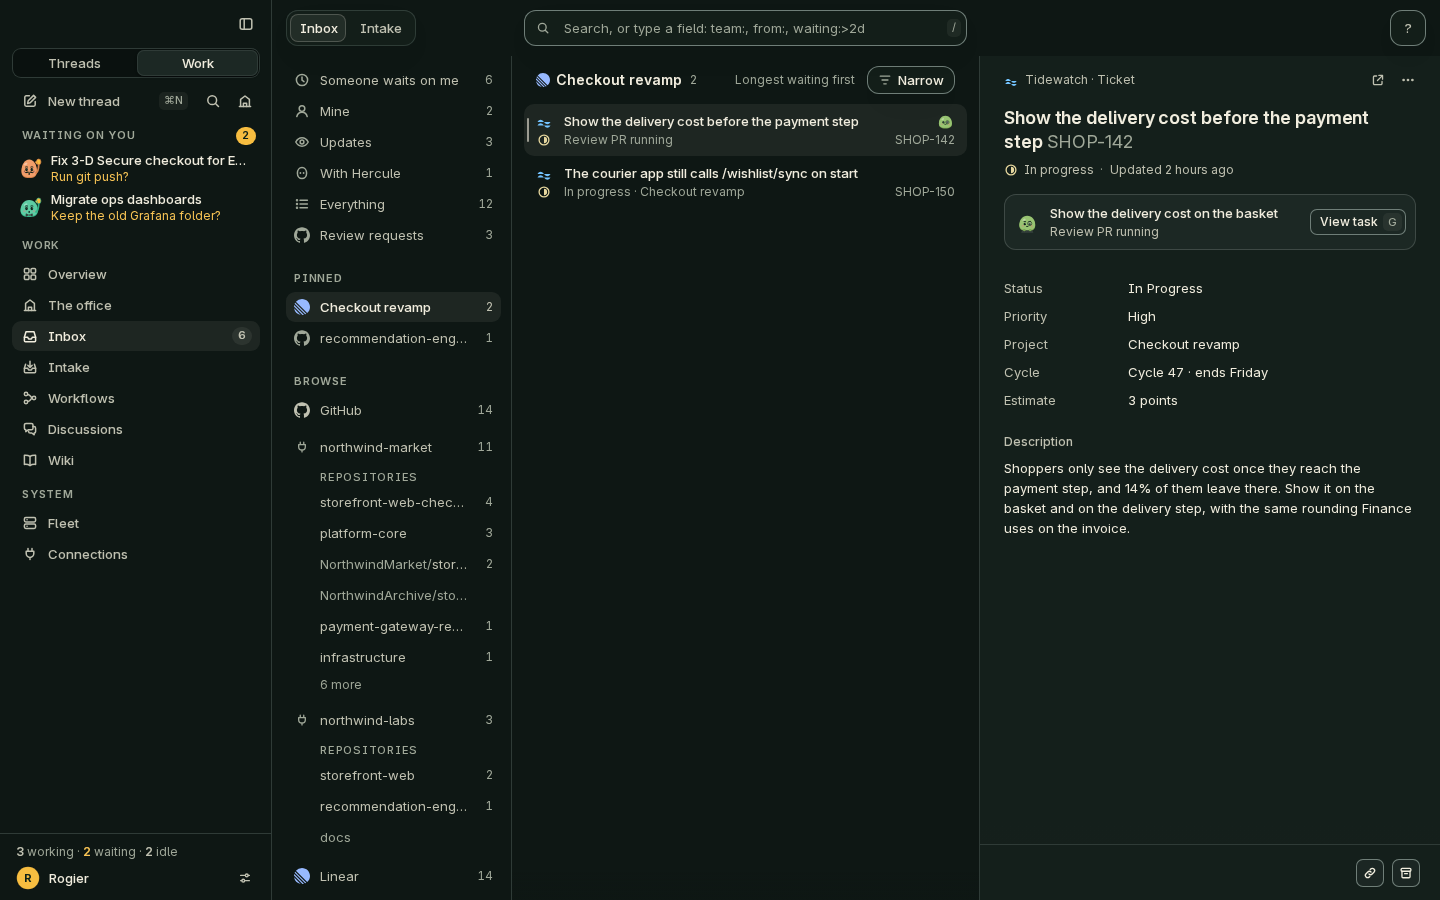 Threads
Work
New thread
⌘N
WAITING ON YOU
2
Fix 3-D Secure checkout for E…
Run git push?
Migrate ops dashboards
Keep the old Grafana folder?
WORK
Overview
The office
Inbox
6
Intake
Workflows
Discussions
Wiki
SYSTEM
Fleet
Connections
3 working · 2 waiting · 2 idle
R
Rogier
Inbox
Intake
Someone waits on me
6
Mine
2
Updates
3
With Hercule
1
Everything
12
Review requests
3
PINNED
Checkout revamp
2
recommendation-eng…
1
BROWSE
GitHub
14
northwind-market
11
REPOSITORIES
storefront-web-chec…
4
platform-core
3
NorthwindMarket/stor…
2
NorthwindArchive/sto…
payment-gateway-re…
1
infrastructure
1
6 more
northwind-labs
3
REPOSITORIES
storefront-web
2
recommendation-eng…
1
docs
Linear
14
Search, or type a field: team:, from:, waiting:>2d
/
Checkout revamp
2
Longest waiting first
Narrow
Show the delivery cost before the payment step
Review PR running
SHOP-142
The courier app still calls /wishlist/sync on start
In progress · Checkout revamp
SHOP-150
?
Tidewatch · Ticket
Show the delivery cost before the payment
step SHOP-142
In progress · Updated 2 hours ago
Show the delivery cost on the basket
Review PR running
View task
G
Status
In Progress
Priority
High
Project
Checkout revamp
Cycle
Cycle 47 · ends Friday
Estimate
3 points
Description
Shoppers only see the delivery cost once they reach the
payment step, and 14% of them leave there. Show it on the
basket and on the delivery step, with the same rounding Finance
uses on the invoice.